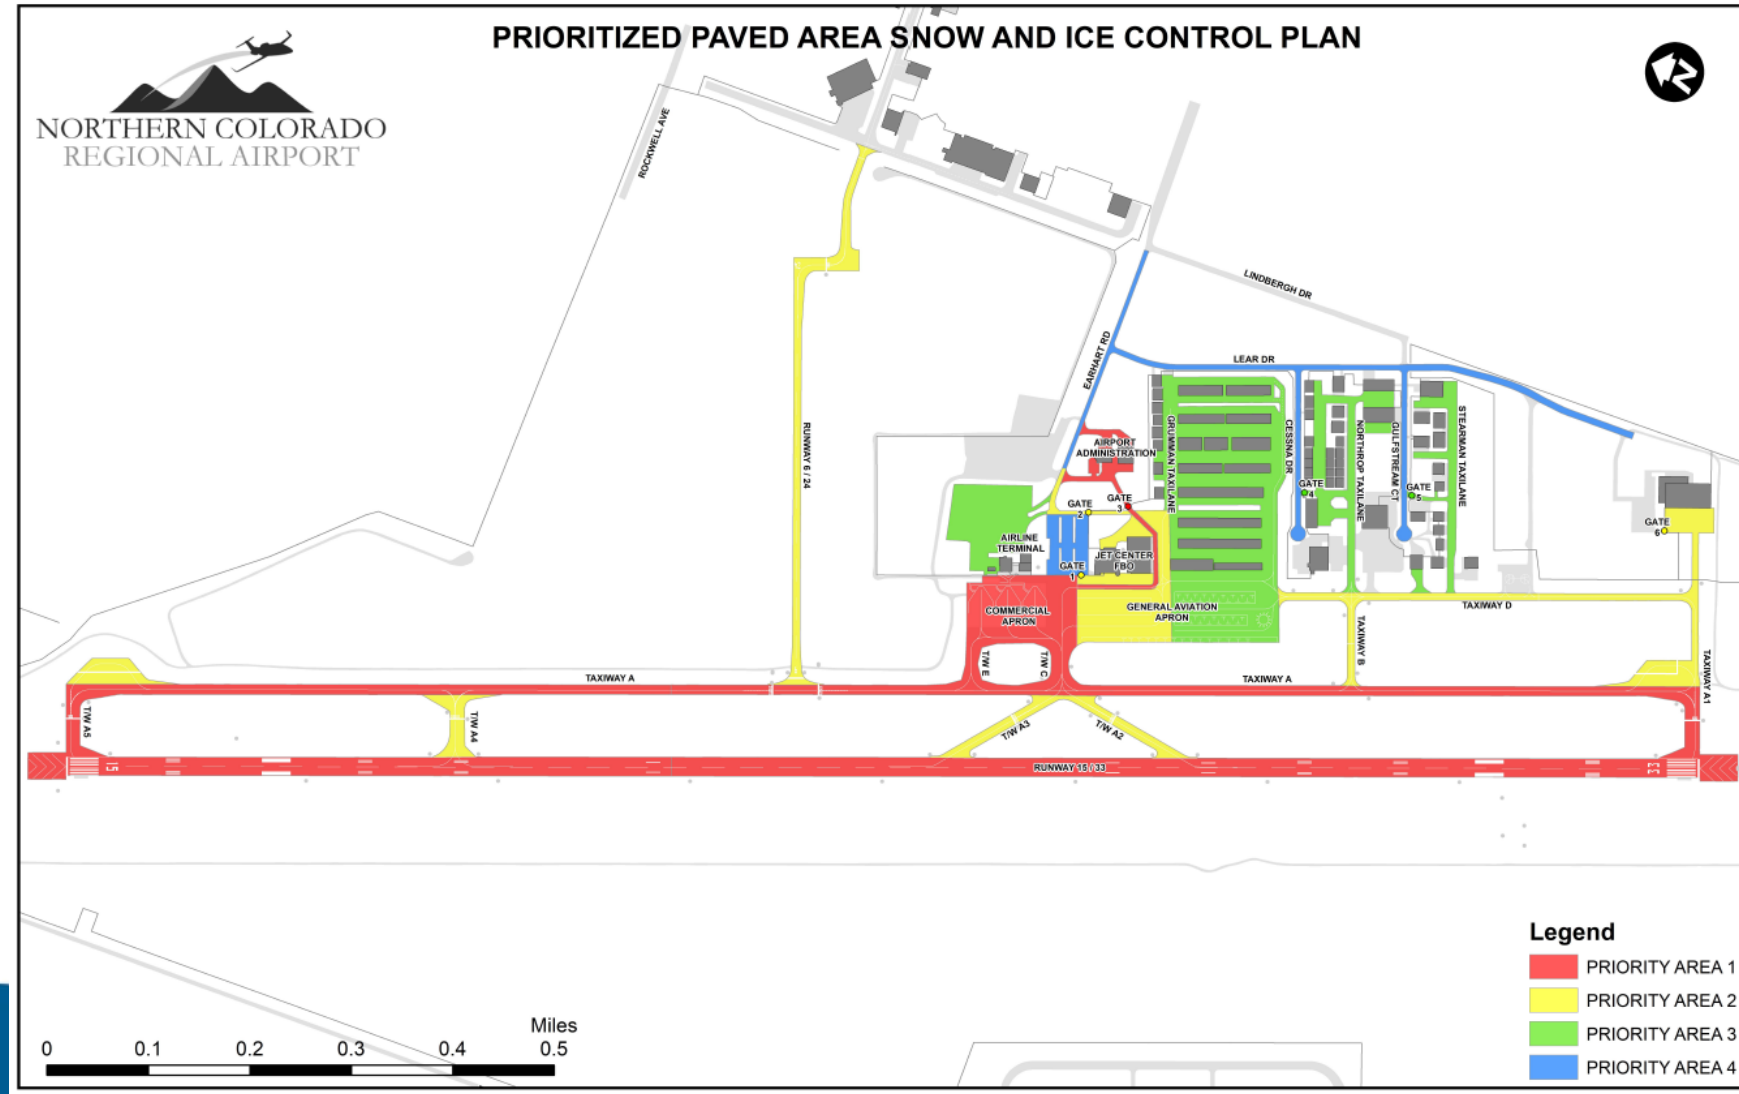 PRIORITIZED PAVED AREA SNOW AND ICE CONTROL PLAN
N
NORTHERN COLORADO
REGIONAL AIRPORT
ROCKWELL AVE
LINDBERGH DR
EARHART RD
LEAR DR
RUNWAY 6 / 24
AIRPORT
ADMINISTRATION
GRUMMAN TAXILANE
CESSNA DR
NORTHROP TAXILANE
GULFSTREAM CT
STEARMAN TAXILANE
GATE
4
GATE
5
GATE
3
GATE
2
GATE
6
AIRLINE
TERMINAL
JET CENTER
FBO
GATE
1
COMMERCIAL
APRON
GENERAL AVIATION
APRON
TAXIWAY D
TAXIWAY B
T/W E
T/W C
TAXIWAY A
TAXIWAY A
TAXIWAY A1
T/W A5
T/W A4
T/W A3
T/W A2
15
RUNWAY 15 / 33
33
Legend
PRIORITY AREA 1
PRIORITY AREA 2
PRIORITY AREA 3
PRIORITY AREA 4
Miles
0 0.1 0.2 0.3 0.4 0.5